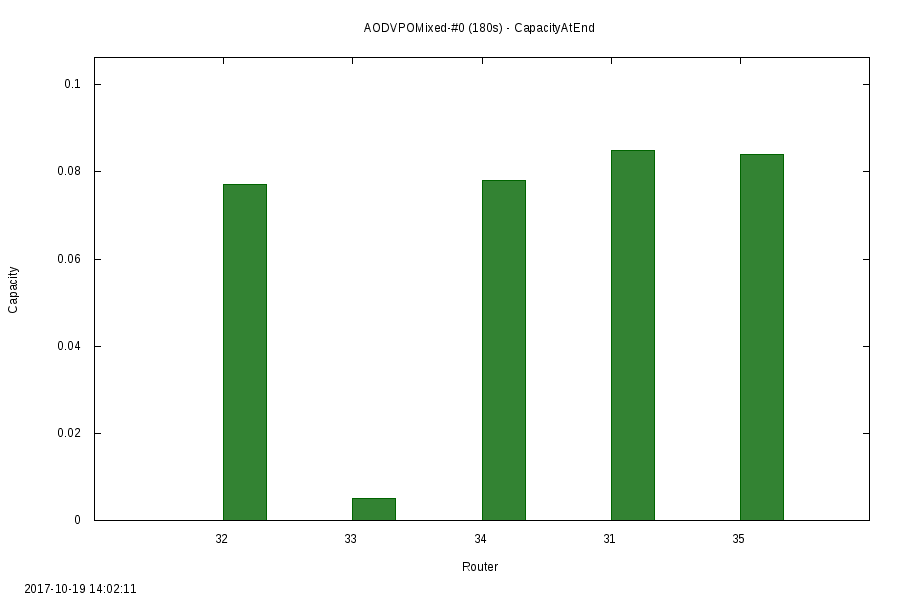 AODVPOMixed-#0 (180s) - CapacityAtEnd
0.1
0.08
0.06
0.04
0.02
0
Capacity
32 33 34 31 35
Router
2017-10-19 14:02:11